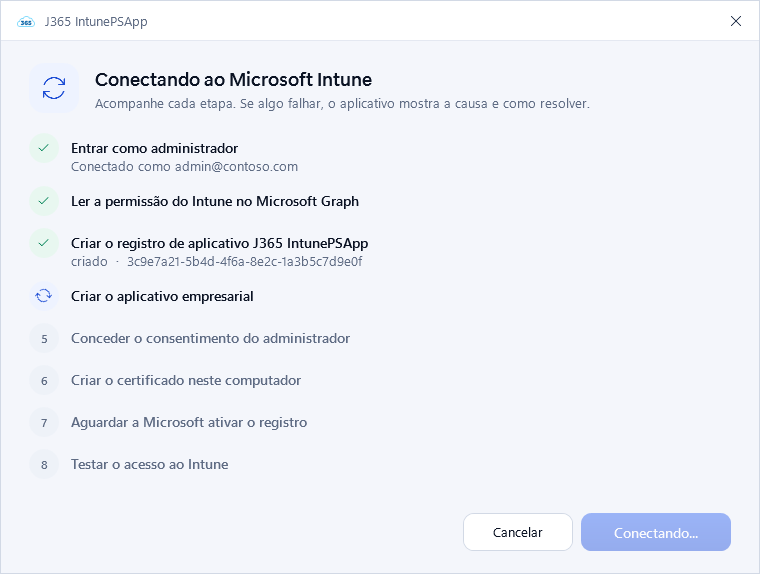 365 J365 IntunePSApp
Conectando ao Microsoft Intune
Acompanhe cada etapa. Se algo falhar, o aplicativo mostra a causa e como resolver.
Entrar como administrador
Conectado como admin@contoso.com
Ler a permissão do Intune no Microsoft Graph
Criar o registro de aplicativo J365 IntunePSApp
criado · 3c9e7a21-5b4d-4f6a-8e2c-1a3b5c7d9e0f
Criar o aplicativo empresarial
5 Conceder o consentimento do administrador
6 Criar o certificado neste computador
7 Aguardar a Microsoft ativar o registro
8 Testar o acesso ao Intune
Cancelar Conectando...